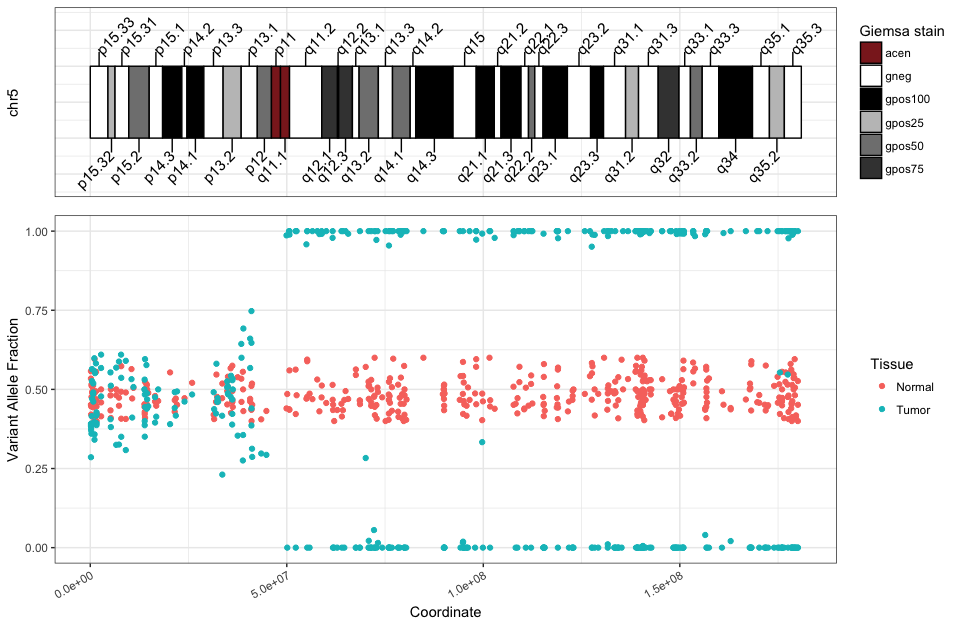 p15.33 p15.31 p15.1 p14.2 p13.3 p13.1 p11 q11.2 q12.2 q13.1 q13.3 q14.2 q15 q21.2 q22.1 q22.3 q23.2 q31.1 q31.3 q33.1 q33.3 q35.1 q35.3
chr5
p15.32 p15.2 p14.3 p14.1 p13.2 p12 q11.1 q12.1 q12.3 q13.2 q14.1 q14.3 q21.1 q21.3 q22.2 q23.1 q23.3 q31.2 q32 q33.2 q34 q35.2
Giemsa stain
acen
gneg
gpos100
gpos25
gpos50
gpos75
Variant Allele Fraction
1.00
0.75
0.50
0.25
0.00
0.0e+00 5.0e+07 1.0e+08 1.5e+08
Coordinate
Tissue
Normal
Tumor